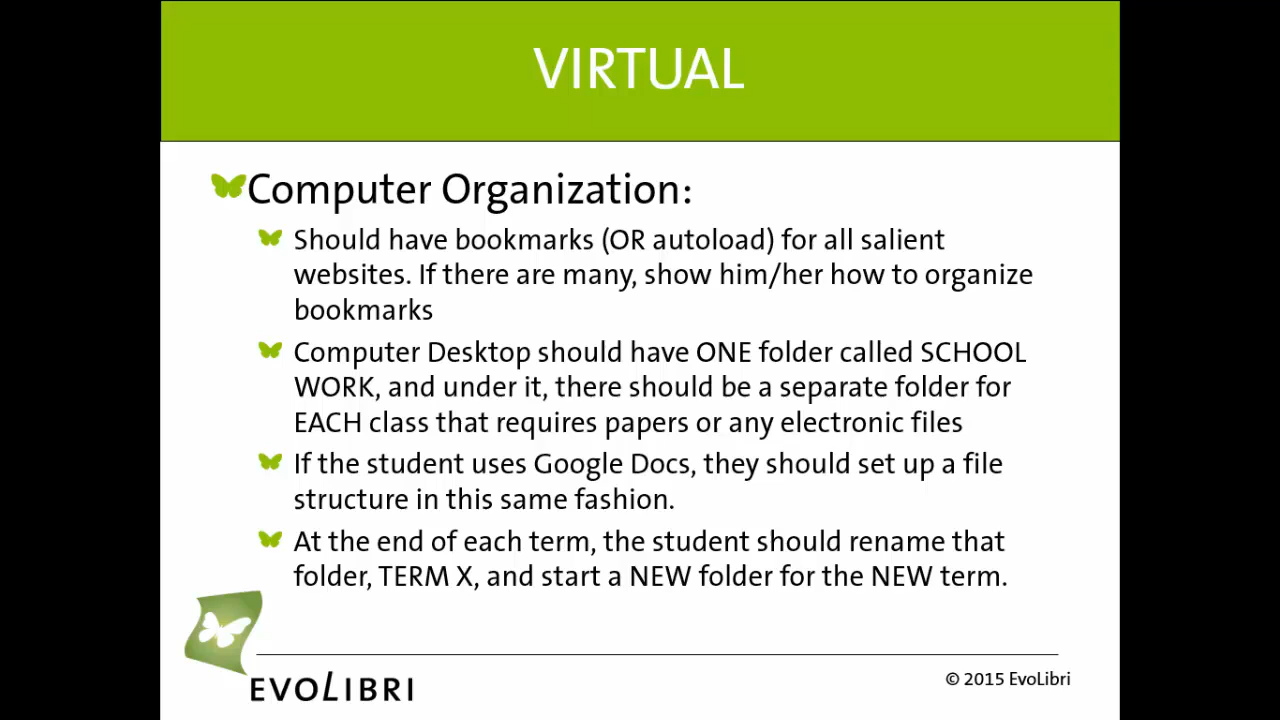 VIRTUAL
Computer Organization:
Should have bookmarks (OR autoload) for all salient
websites. If there are many, show him/her how to organize
bookmarks
Computer Desktop should have ONE folder called SCHOOL
WORK, and under it, there should be a separate folder for
EACH class that requires papers or any electronic files
If the student uses Google Docs, they should set up a file
structure in this same fashion.
At the end of each term, the student should rename that
folder, TERM X, and start a NEW folder for the NEW term.
EVOLIBRI
© 2015 EvoLibri